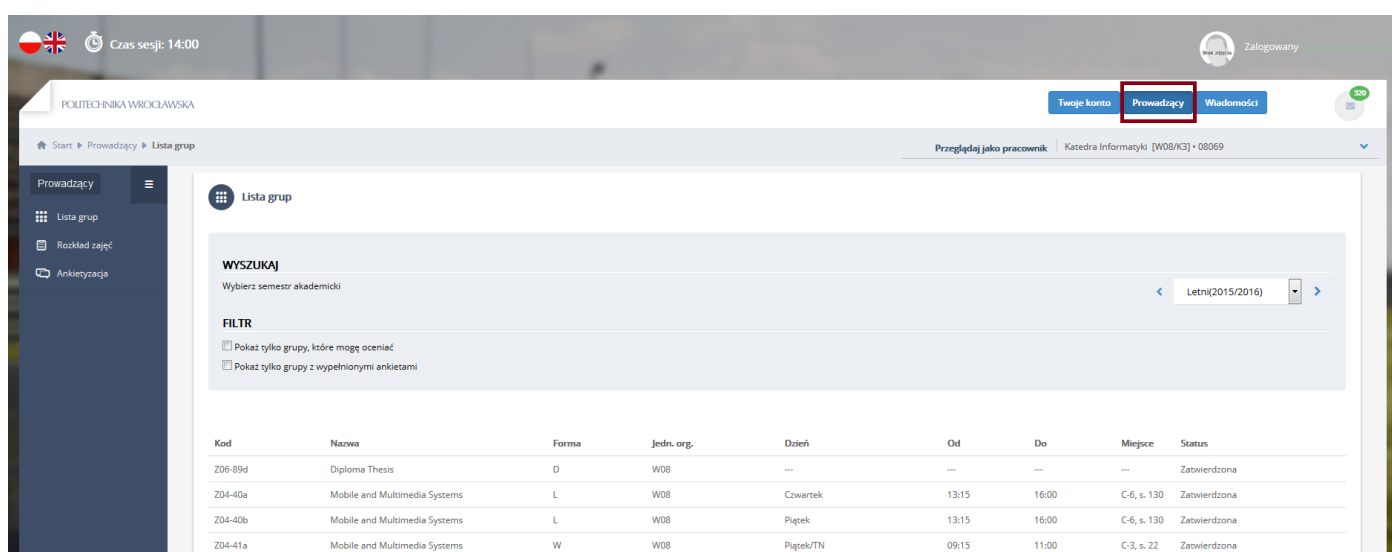 Czas sesji: 14:00
Brak zdjęcia
Zalogowany
POLITECHNIKA WROCŁAWSKA
Twoje konto
Prowadzący
Wiadomości
320
Start Prowadzący Lista grup
Przeglądaj jako pracownik Katedra Informatyki [W08/K3] • 08069
Prowadzący
Lista grup
Rozkład zajęć
Ankietyzacja
Lista grup
WYSZUKAJ
Wybierz semestr akademicki
Letni(2015/2016)
FILTR
Pokaż tylko grupy, które mogę oceniać
Pokaż tylko grupy z wypełnionymi ankietami
Kod Nazwa Forma Jedn. org. Dzień Od Do Miejsce Status
Z06-89d Diploma Thesis D W08 --- --- --- --- Zatwierdzona
Z04-40a Mobile and Multimedia Systems L W08 Czwartek 13:15 16:00 C-6, s. 130 Zatwierdzona
Z04-40b Mobile and Multimedia Systems L W08 Piątek 13:15 16:00 C-6, s. 130 Zatwierdzona
Z04-41a Mobile and Multimedia Systems W W08 Piątek/TN 09:15 11:00 C-3, s. 22 Zatwierdzona